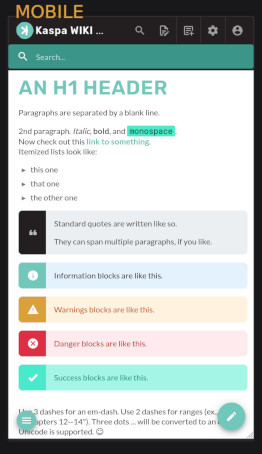 MOBILE
Kaspa WIKI ...
Search...
AN H1 HEADER
Paragraphs are separated by a blank line.
2nd paragraph. Italic, bold, and monospace.
Now check out this link to something.
Itemized lists look like:
▸ this one
▸ that one
▸ the other one
Standard quotes are written like so.
They can span multiple paragraphs, if you like.
Information blocks are like this.
Warnings blocks are like this.
Danger blocks are like this.
Success blocks are like this.
Use 3 dashes for an em-dash. Use 2 dashes for ranges (ex.,
chapters 12--14"). Three dots ... will be converted to an
Unicode is supported. ☺